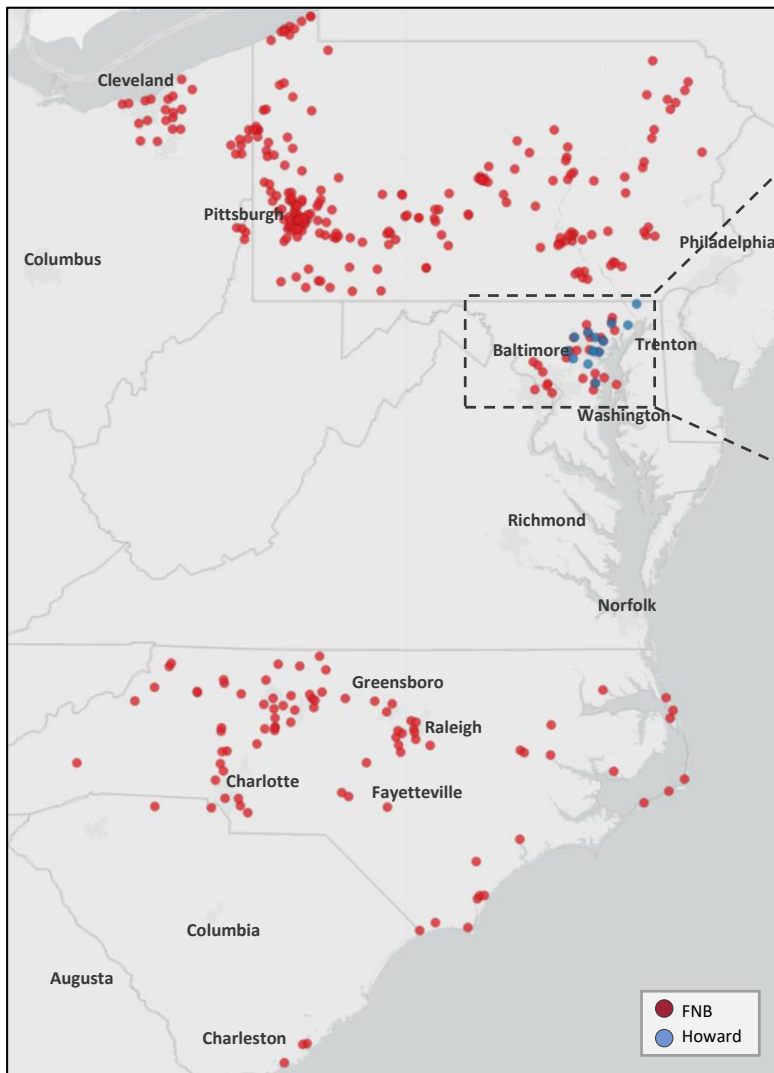 Cleveland
Pittsburgh
Columbus
Philadelphia
Baltimore
Trenton
Washington
Richmond
Norfolk
Greensboro
Raleigh
Charlotte
Fayetteville
Columbia
Augusta
Charleston
FNB
Howard